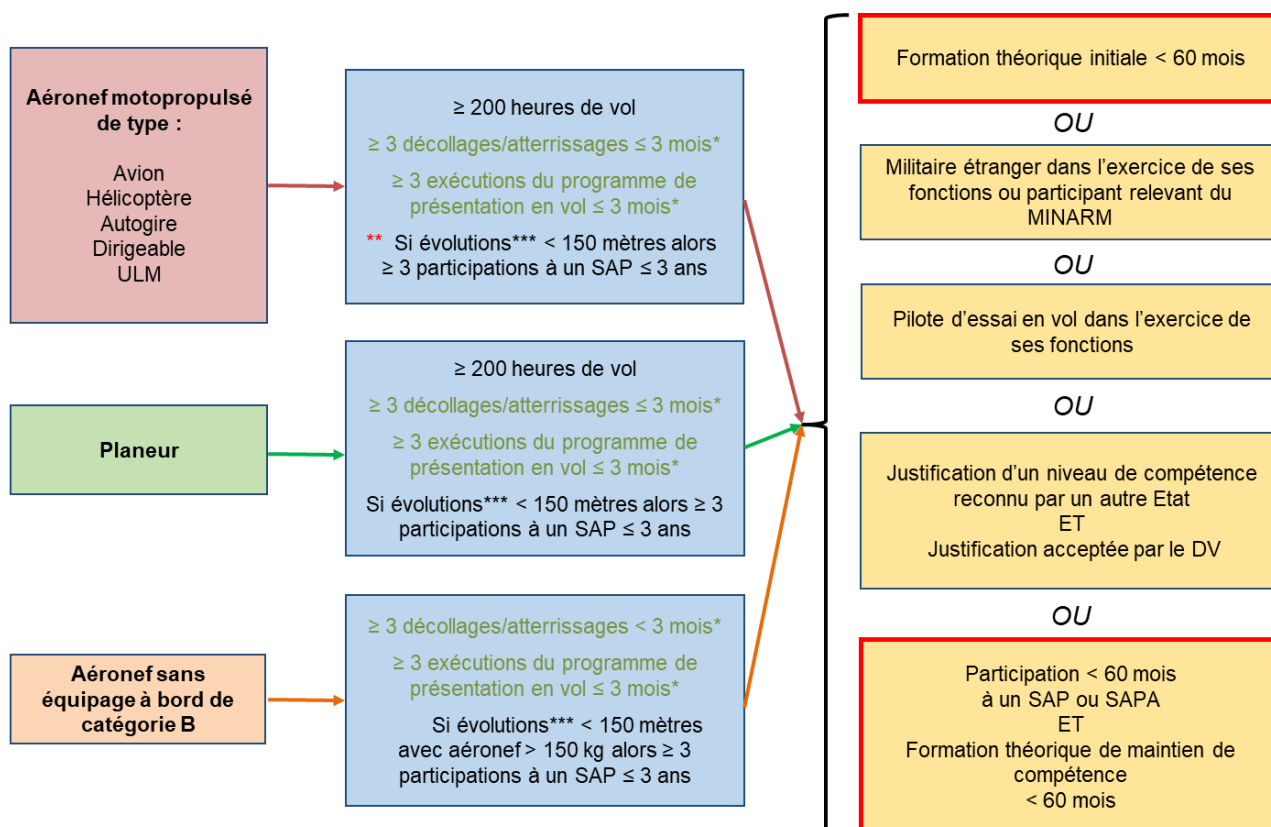 Aéronef motopropulsé
de type :
Avion
Hélicoptère
Autogire
Dirigeable
ULM
≥ 200 heures de vol
≥ 3 décollages/atterrissages ≤ 3 mois*
≥ 3 exécutions du programme de
présentation en vol ≤ 3 mois*
** Si évolutions*** < 150 mètres alors
≥ 3 participations à un SAP ≤ 3 ans
Planeur
≥ 200 heures de vol
≥ 3 décollages/atterrissages ≤ 3 mois*
≥ 3 exécutions du programme de
présentation en vol ≤ 3 mois*
Si évolutions*** < 150 mètres alors ≥ 3
participations à un SAP ≤ 3 ans
Aéronef sans
équipage à bord de
catégorie B
≥ 3 décollages/atterrissages < 3 mois*
≥ 3 exécutions du programme de
présentation en vol ≤ 3 mois*
Si évolutions*** < 150 mètres
avec aéronef > 150 kg alors ≥ 3
participations à un SAP ≤ 3 ans
Formation théorique initiale < 60 mois
OU
Militaire étranger dans l’exercice de ses
fonctions ou participant relevant du
MINARM
OU
Pilote d’essai en vol dans l’exercice de
ses fonctions
OU
Justification d’un niveau de compétence
reconnu par un autre Etat
ET
Justification acceptée par le DV
OU
Participation < 60 mois
à un SAP ou SAPA
ET
Formation théorique de maintien de
compétence
< 60 mois